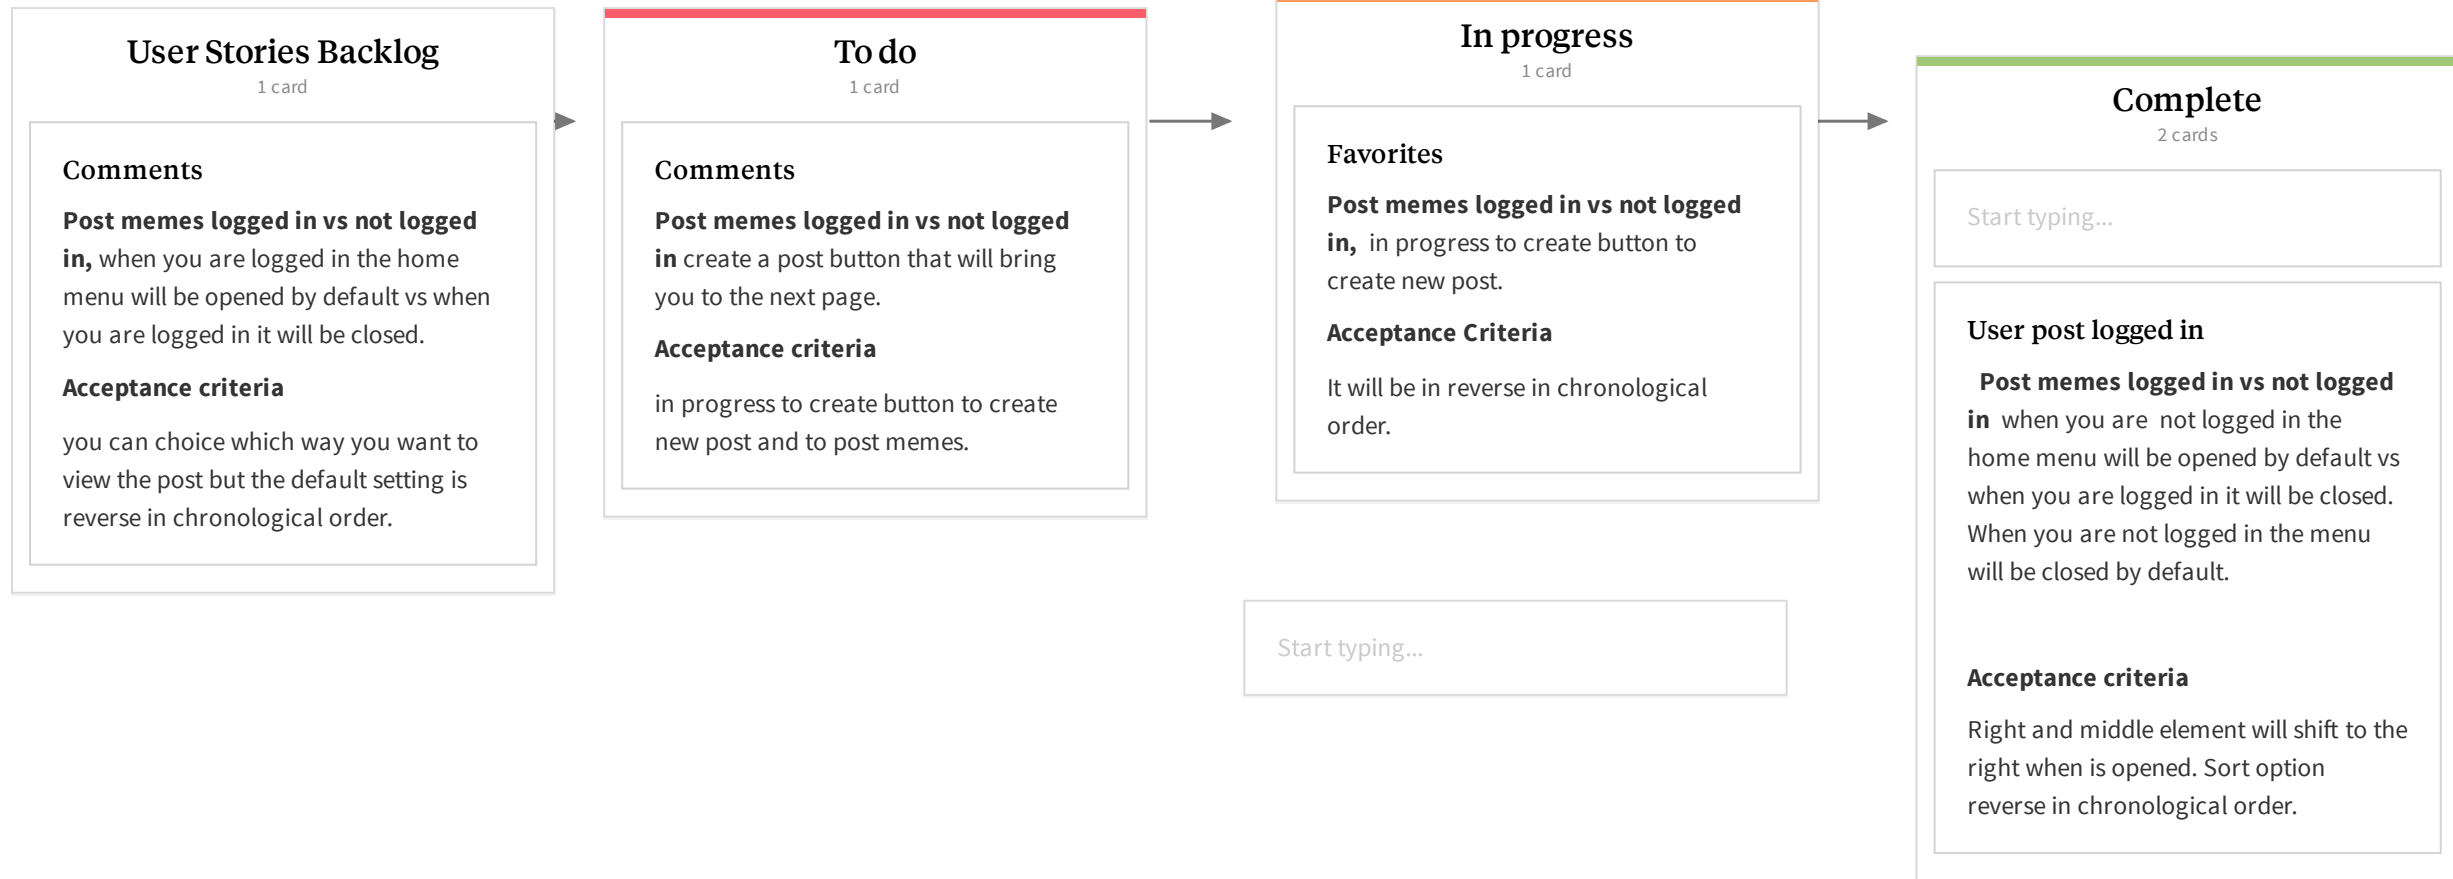 User Stories Backlog
1 card
Comments
Post memes logged in vs not logged
in, when you are logged in the home
menu will be opened by default vs when
you are logged in it will be closed.
Acceptance criteria
you can choice which way you want to
view the post but the default setting is
reverse in chronological order.
To do
1 card
Comments
Post memes logged in vs not logged
in create a post button that will bring
you to the next page.
Acceptance criteria
in progress to create button to create
new post and to post memes.
In progress
1 card
Favorites
Post memes logged in vs not logged
in, in progress to create button to
create new post.
Acceptance Criteria
It will be in reverse in chronological
order.
Start typing...
Complete
2 cards
Start typing...
User post logged in
Post memes logged in vs not logged
in when you are not logged in the
home menu will be opened by default vs
when you are logged in it will be closed.
When you are not logged in the menu
will be closed by default.
Acceptance criteria
Right and middle element will shift to the
right when is opened. Sort option
reverse in chronological order.